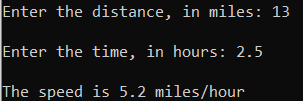 Enter the distance, in miles: 13
Enter the time, in hours: 2.5
The speed is 5.2 miles/hour